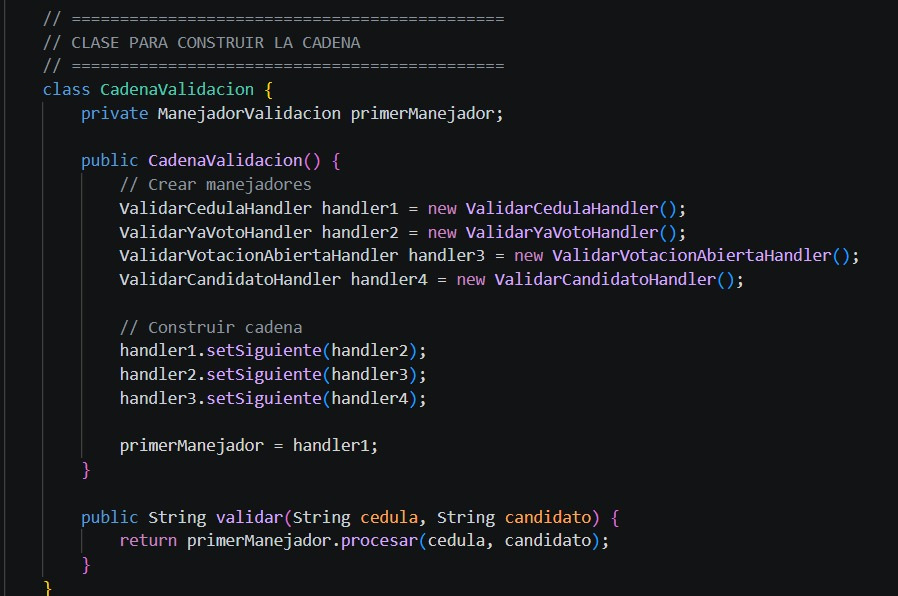 // =============================================
// CLASE PARA CONSTRUIR LA CADENA
// =============================================
class CadenaValidacion {
private ManejadorValidacion primerManejador;
public CadenaValidacion() {
// Crear manejadores
ValidarCedulaHandler handler1 = new ValidarCedulaHandler();
ValidarYaVotoHandler handler2 = new ValidarYaVotoHandler();
ValidarVotacionAbiertaHandler handler3 = new ValidarVotacionAbiertaHandler();
ValidarCandidatoHandler handler4 = new ValidarCandidatoHandler();
// Construir cadena
handler1.setSiguiente(handler2);
handler2.setSiguiente(handler3);
handler3.setSiguiente(handler4);
primerManejador = handler1;
}
public String validar(String cedula, String candidato) {
return primerManejador.procesar(cedula, candidato);
}
}